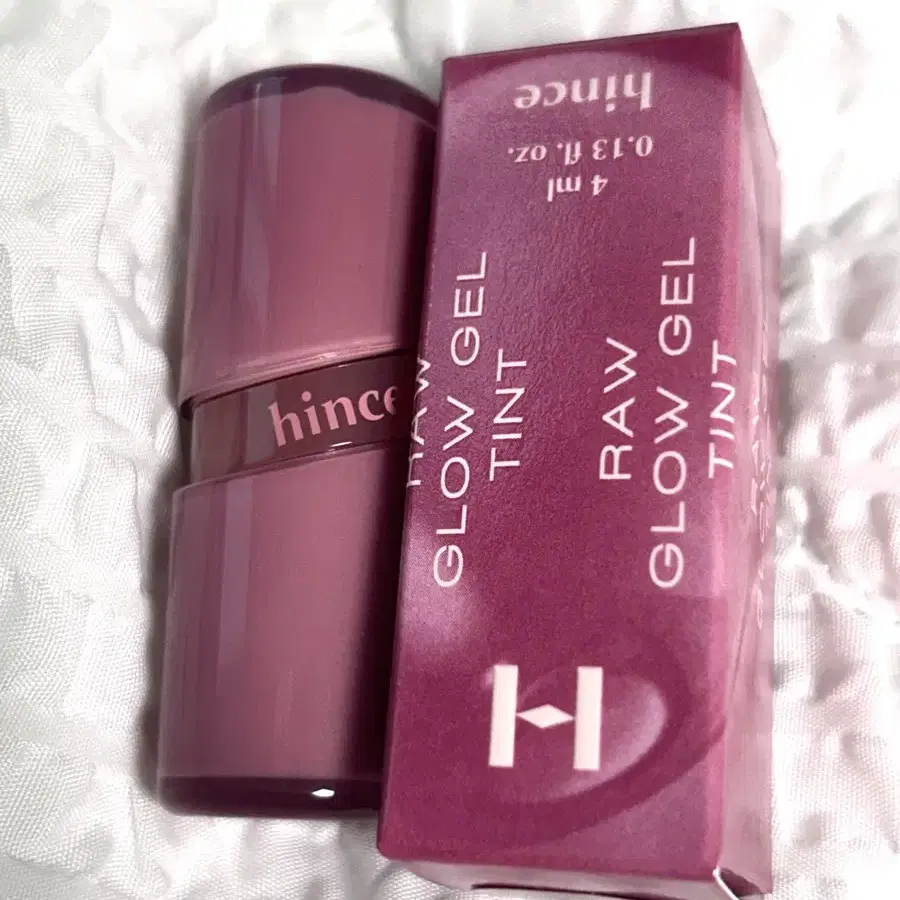 hince
hince
0.13 fl. oz.
4 ml
RAW
GLOW GEL
TINT
RAW
GLOW GEL
TINT
H